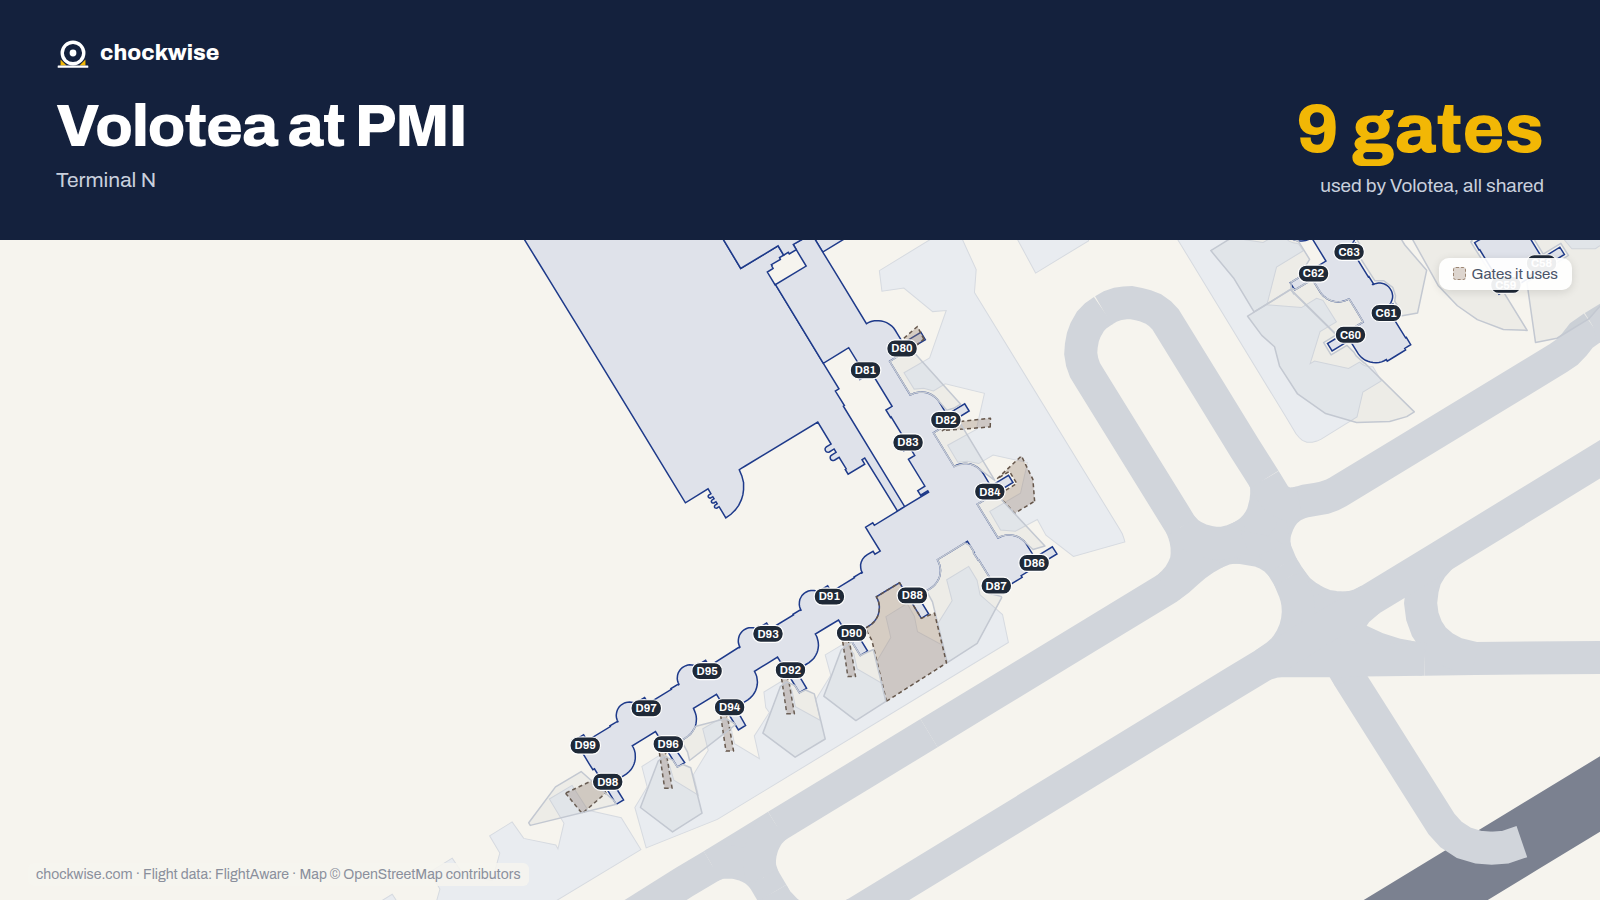 chockwise
Volotea at PMI
Terminal N
9 gates
used by Volotea, all shared
Gates it uses
C63
C62
C61
C60
D80
D81
D82
D83
D84
D86
D87
D88
D91
D90
D93
D92
D95
D94
D97
D96
D99
D98
chockwise.com · Flight data: FlightAware · Map © OpenStreetMap contributors